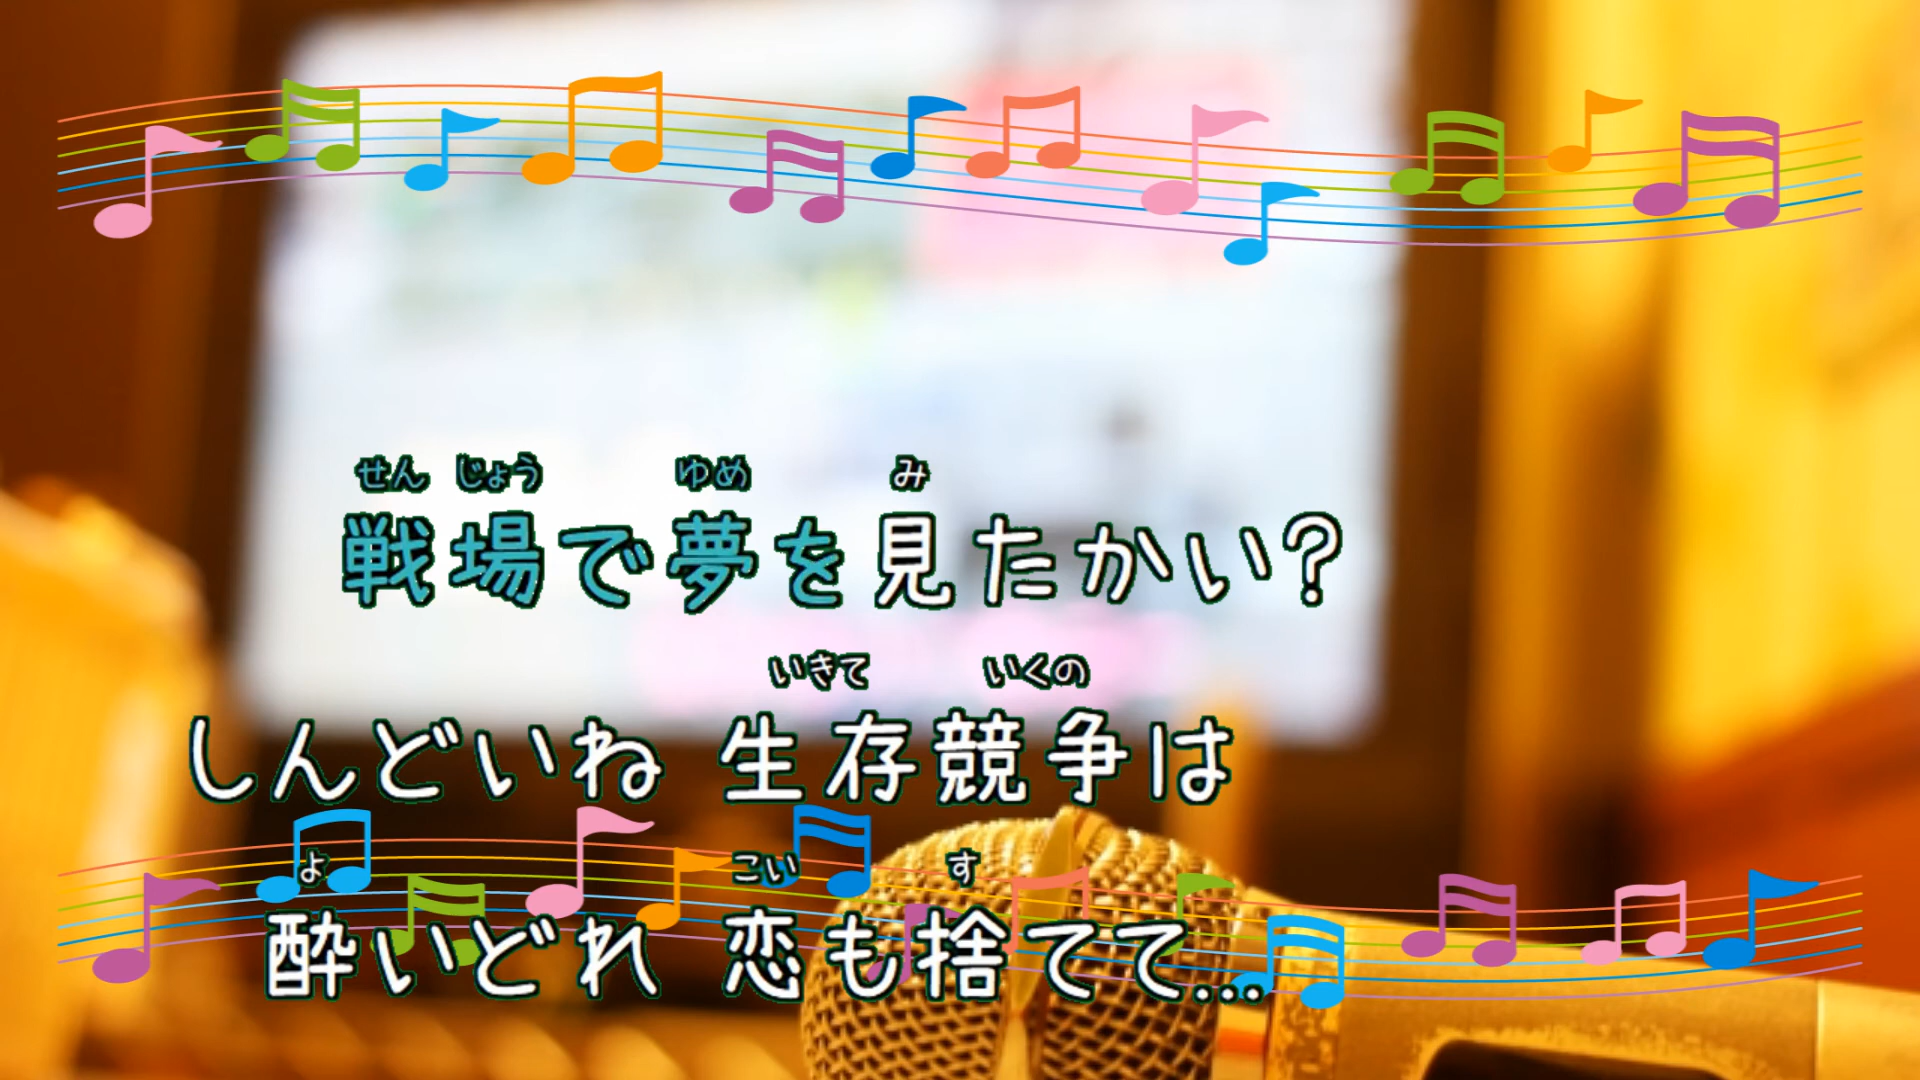 せん じょう ゆめ み
戦場で夢を見たかい?
いきて いくの
しんどいね 生存競争は
よ こい す
酔いどれ 恋も捨てて...